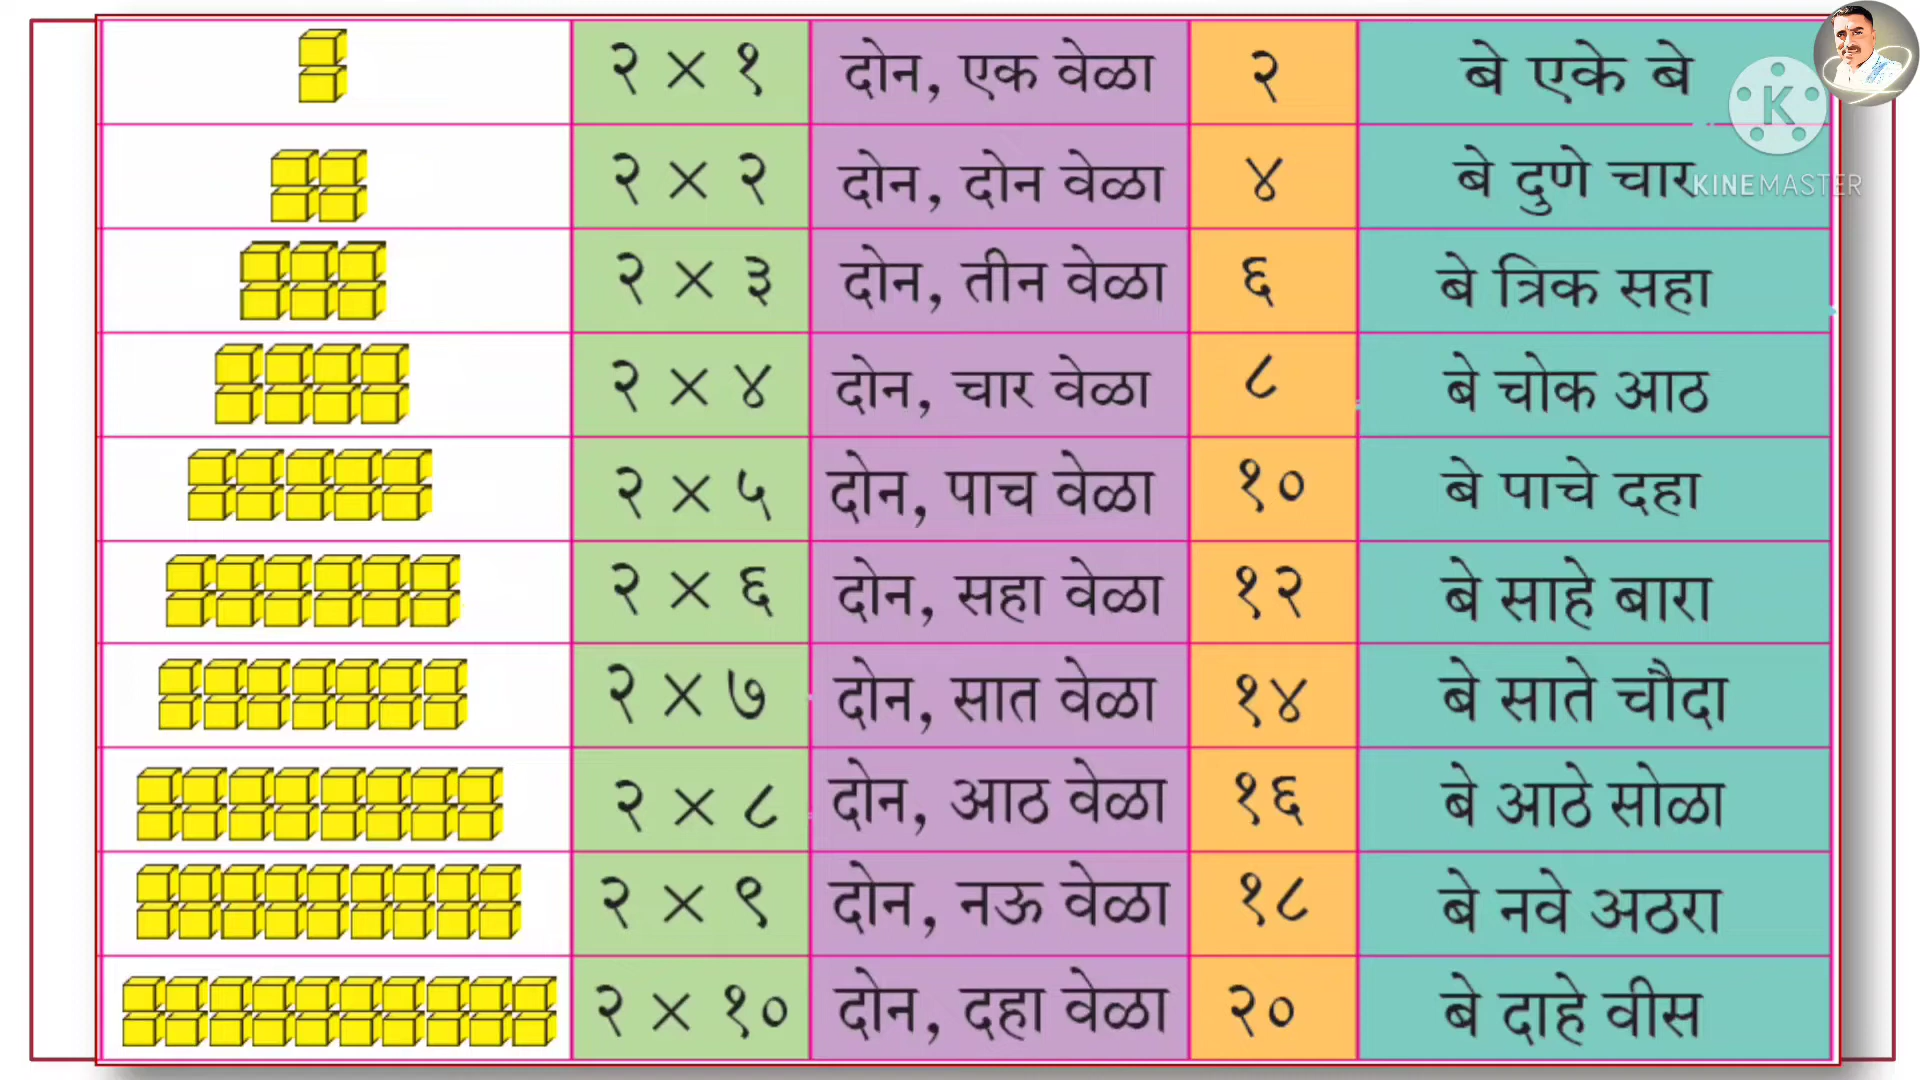 २ × १ दोन, एक वेळा २ बे एके बे
२ × २ दोन, दोन वेळा ४ बे दुणे चार
२ × ३ दोन, तीन वेळा ६ बे त्रिक सहा
२ × ४ दोन, चार वेळा ८ बे चोक आठ
२ × ५ दोन, पाच वेळा १० बे पाचे दहा
२ × ६ दोन, सहा वेळा १२ बे साहे बारा
२ × ७ दोन, सात वेळा १४ बे साते चौदा
२ × ८ दोन, आठ वेळा १६ बे आठे सोळा
२ × ९ दोन, नऊ वेळा १८ बे नवे अठरा
२ × १० दोन, दहा वेळा २० बे दाहे वीस
K
KINEMASTER